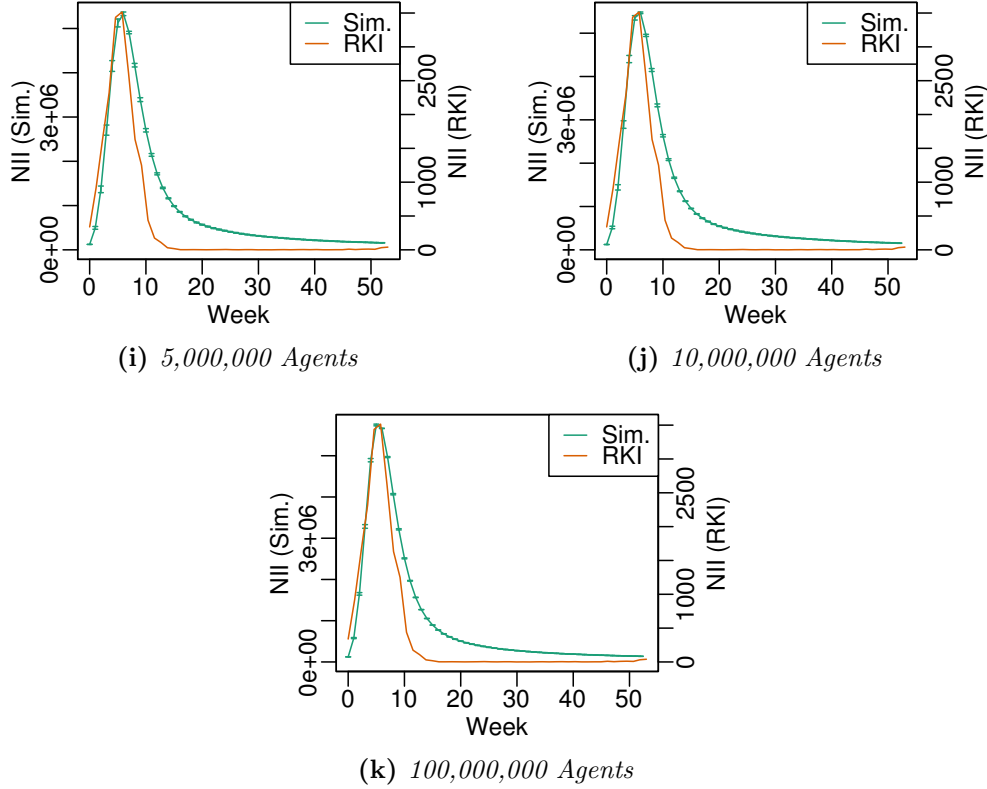 Sim.
RKI
NII (Sim.)
0e+00 3e+06
NII (RKI)
0 1000 2500
0 10 20 30 40 50
Week
(i) 5,000,000 Agents
Sim.
RKI
NII (Sim.)
0e+00 3e+06
NII (RKI)
0 1000 2500
0 10 20 30 40 50
Week
(j) 10,000,000 Agents
Sim.
RKI
NII (Sim.)
0e+00 3e+06
NII (RKI)
0 1000 2500
0 10 20 30 40 50
Week
(k) 100,000,000 Agents